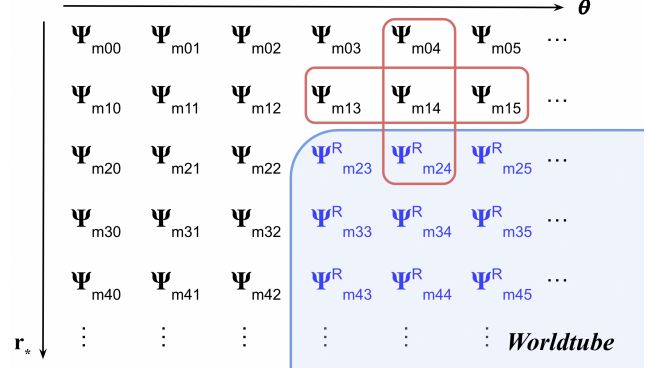 θ
Ψm00 Ψm01 Ψm02 Ψm03 Ψm04 Ψm05 ...
Ψm10 Ψm11 Ψm12 Ψm13 Ψm14 Ψm15 ...
Ψm20 Ψm21 Ψm22 Ψᴿm23 Ψᴿm24 Ψᴿm25 ...
Ψm30 Ψm31 Ψm32 Ψᴿm33 Ψᴿm34 Ψᴿm35 ...
Ψm40 Ψm41 Ψm42 Ψᴿm43 Ψᴿm44 Ψᴿm45 ...
⋮ ⋮ ⋮ ⋮ ⋮ ⋮
r* Worldtube